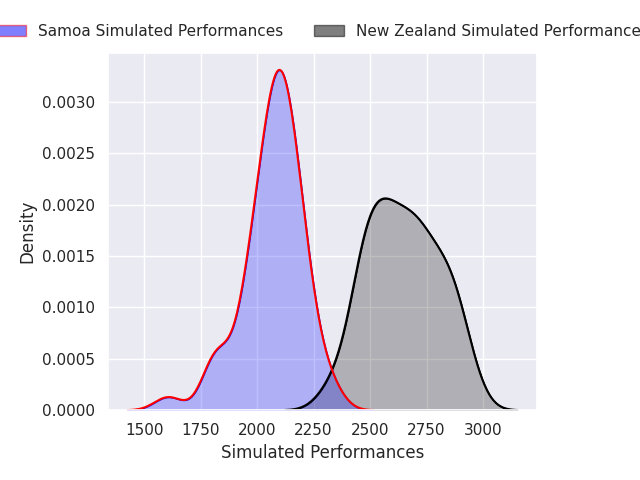 Samoa Simulated Performances
New Zealand Simulated Performance
0.0030
0.0025
0.0020
0.0015
0.0010
0.0005
0.0000
Density
1500 1750 2000 2250 2500 2750 3000
Simulated Performances